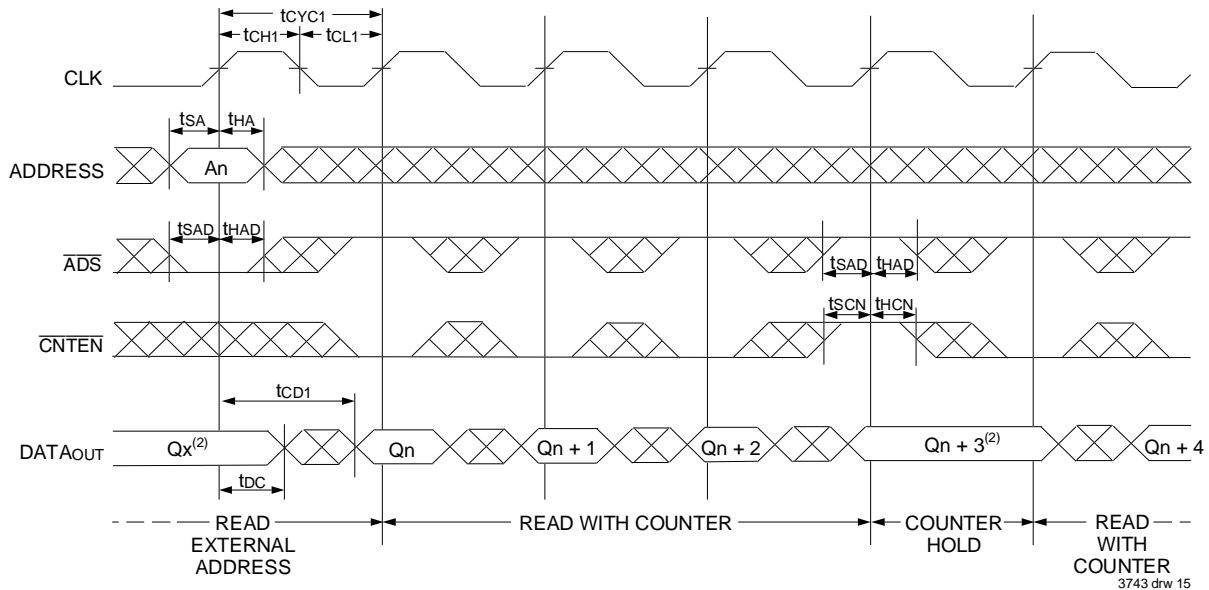 tCYC1
tCH1 tCL1
CLK
tSA tHA
ADDRESS An
tSAD tHAD
ADS
tSAD tHAD
tSCN tHCN
CNTEN
tCD1
DATAOUT Qx(2) Qn Qn + 1 Qn + 2 Qn + 3(2) Qn + 4
tDC
READ EXTERNAL ADDRESS
READ WITH COUNTER
COUNTER HOLD
READ WITH COUNTER
3743 drw 15